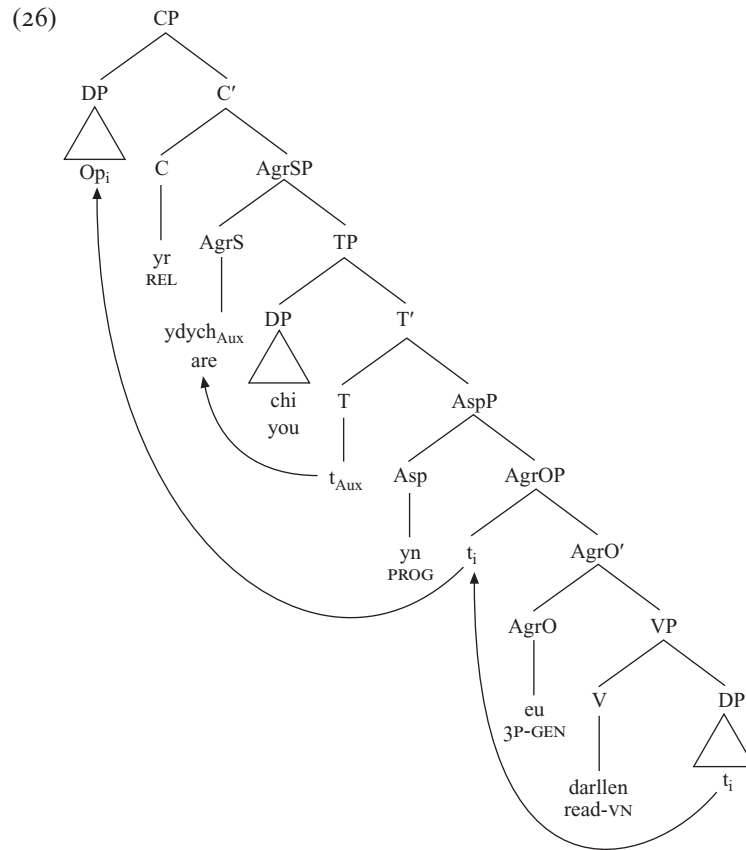 (26)
CP
DP C′
Opi C AgrSP
yr
REL
AgrS TP
ydychAux
are
DP T′
chi
you
T AspP
tAux Asp AgrOP
yn
PROG
ti AgrO′
AgrO VP
eu
3P-GEN
V DP
darllen
read-VN
ti